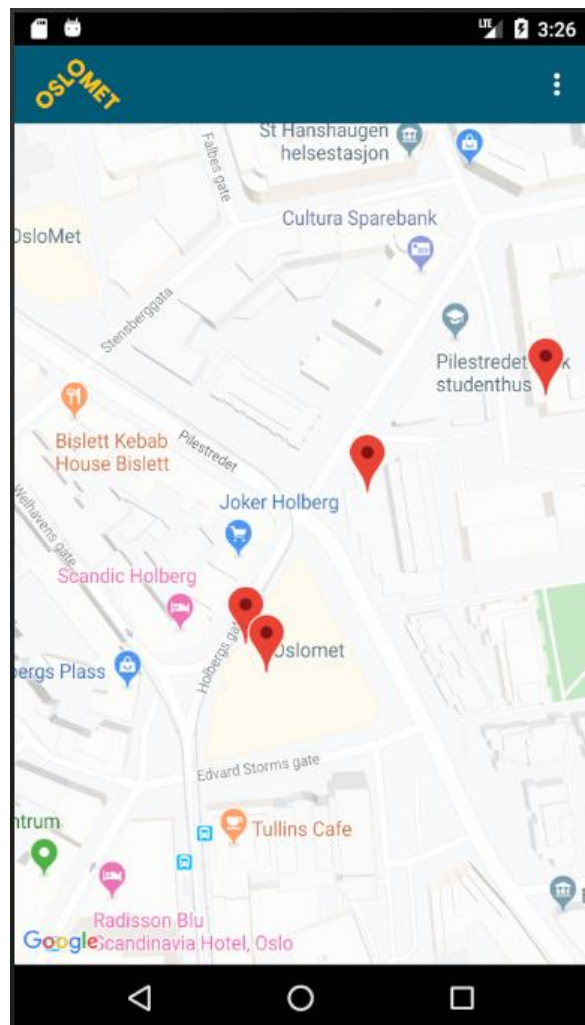 LTE
3:26
OSLOMET
St Hanshaugen
helsestasjon
Falbes gate
Cultura Sparebank
OsloMet
Stensberggata
Pilestredet
studenthus
Bislett Kebab
House Bislett
Pilestredet
Joker Holberg
Welhavens gate
Scandic Holberg
Holbergs gat
Oslomet
bergs Plass
Edvard Storms gate
ntrum
Tullins Cafe
Radisson Blu
Scandinavia Hotel, Oslo
Google